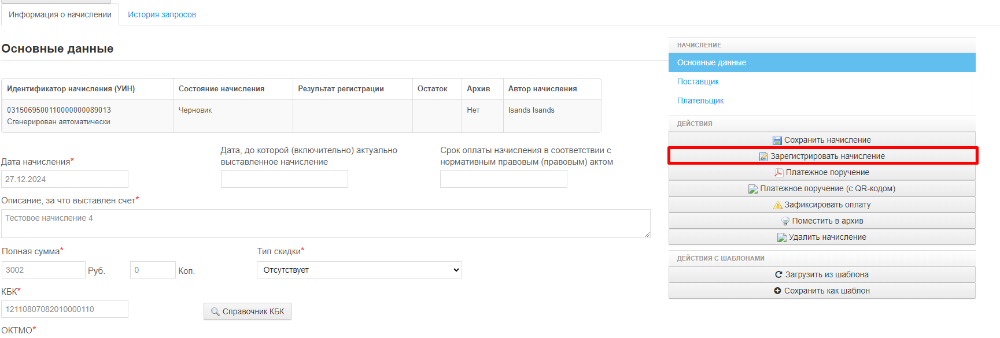 Информация о начислении
История запросов
Основные данные
Идентификатор начисления (УИН)
Состояние начисления
Результат регистрации
Остаток
Архив
Автор начисления
0315069500110000000089013
Сгенерирован автоматически
Черновик
Нет
Isands Isands
Дата начисления*
Дата, до которой (включительно) актуально
выставленное начисление
Срок оплаты начисления в соответствии с
нормативным правовым (правовым) актом
27.12.2024
Описание, за что выставлен счет*
Тестовое начисление 4
Полная сумма*
Тип скидки*
3002 Руб.
0 Коп.
Отсутствует
КБК*
12110807082010000110
Справочник КБК
ОКТМО*
НАЧИСЛЕНИЕ
Основные данные
Поставщик
Плательщик
ДЕЙСТВИЯ
Сохранить начисление
Зарегистрировать начисление
Платежное поручение
Платежное поручение (с QR-кодом)
Зафиксировать оплату
Поместить в архив
Удалить начисление
ДЕЙСТВИЯ С ШАБЛОНАМИ
Загрузить из шаблона
Сохранить как шаблон